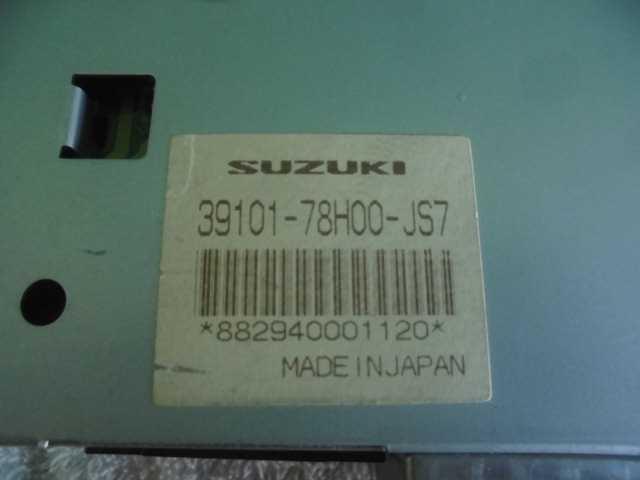 SUZUKI
39101-78H00-JS7
*882940001120*
MADE IN JAPAN